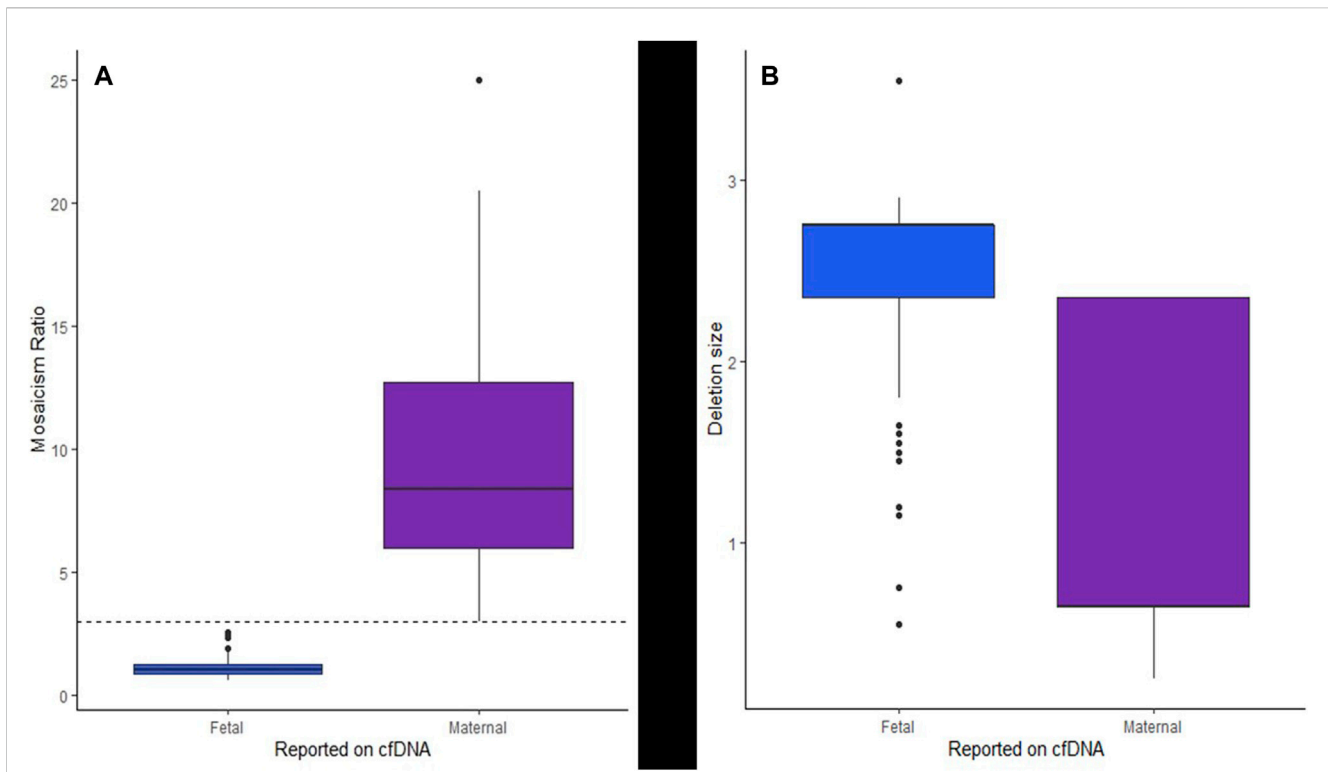 A
25
20
15
10
5
0
Mosaicism Ratio
Fetal Maternal
Reported on cfDNA
B
3
2
1
Deletion size
Fetal Maternal
Reported on cfDNA